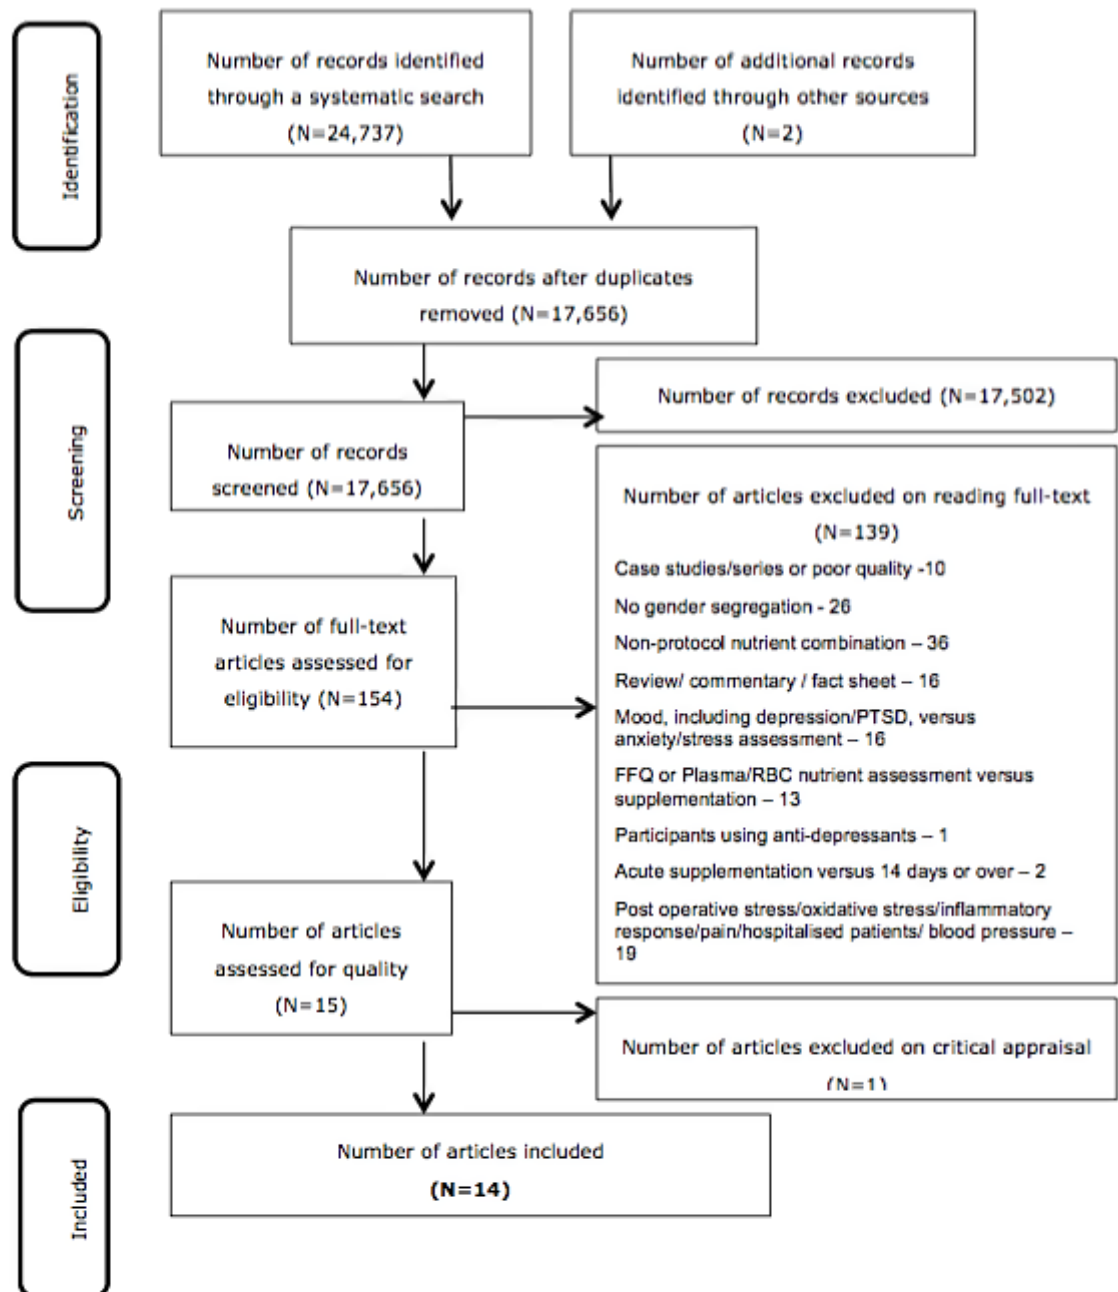 Identification
Number of records identified
through a systematic search
(N=24,737)
Number of additional records
identified through other sources
(N=2)
Number of records after duplicates
removed (N=17,656)
Screening
Number of records
screened (N=17,656)
Number of records excluded (N=17,502)
Number of full-text
articles assessed for
eligibility (N=154)
Number of articles excluded on reading full-text
(N=139)
Case studies/series or poor quality -10
No gender segregation - 26
Non-protocol nutrient combination – 36
Review/ commentary / fact sheet – 16
Mood, including depression/PTSD, versus
anxiety/stress assessment – 16
FFQ or Plasma/RBC nutrient assessment versus
supplementation – 13
Participants using anti-depressants – 1
Acute supplementation versus 14 days or over – 2
Post operative stress/oxidative stress/inflammatory
response/pain/hospitalised patients/ blood pressure –
19
Eligibility
Number of articles
assessed for quality
(N=15)
Number of articles excluded on critical appraisal
(N=1)
Included
Number of articles included
(N=14)